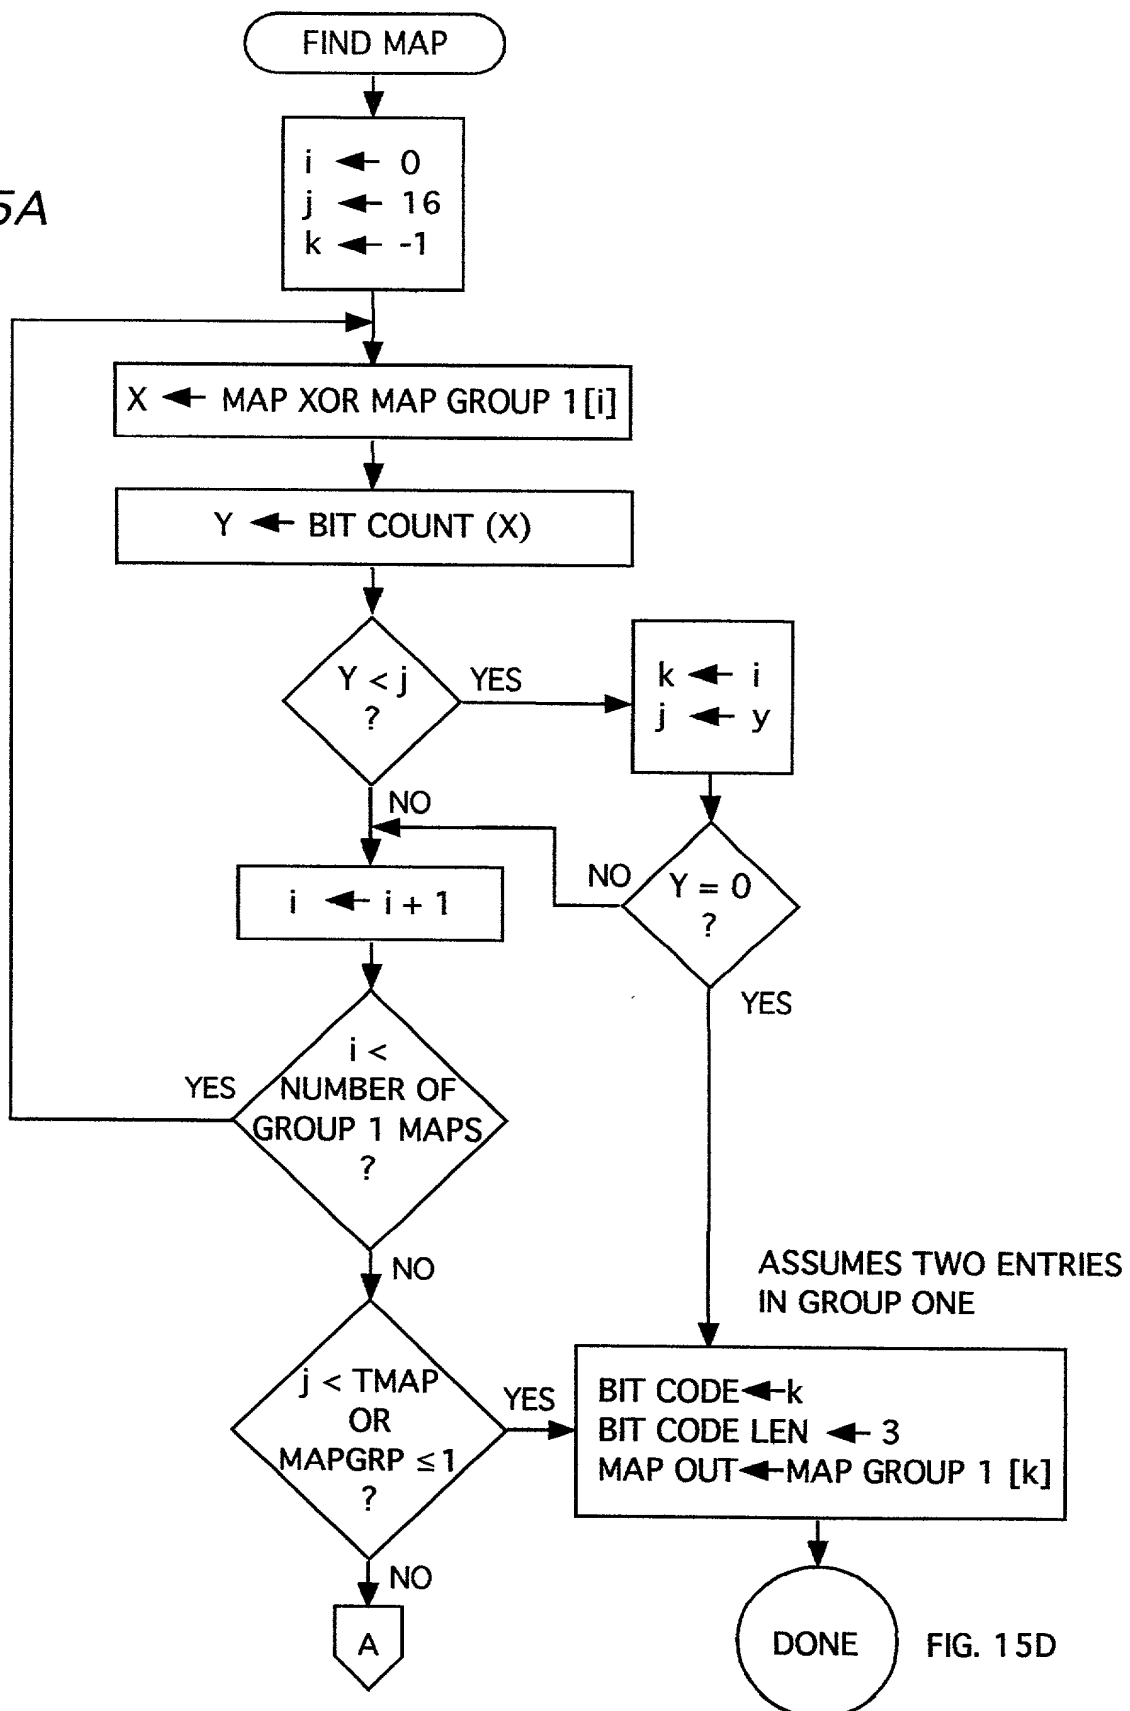 FIND MAP
i ← 0
j ← 16
k ← -1
5A
X ← MAP XOR MAP GROUP 1[i]
Y ← BIT COUNT (X)
Y < j
?
YES
k ← i
j ← y
NO
i ← i + 1
NO
Y = 0
?
YES
i <
NUMBER OF
GROUP 1 MAPS
?
YES
NO
ASSUMES TWO ENTRIES
IN GROUP ONE
j < TMAP
OR
MAPGRP ≤ 1
?
YES
BIT CODE←k
BIT CODE LEN ← 3
MAP OUT←MAP GROUP 1 [k]
NO
A
DONE
FIG. 15D